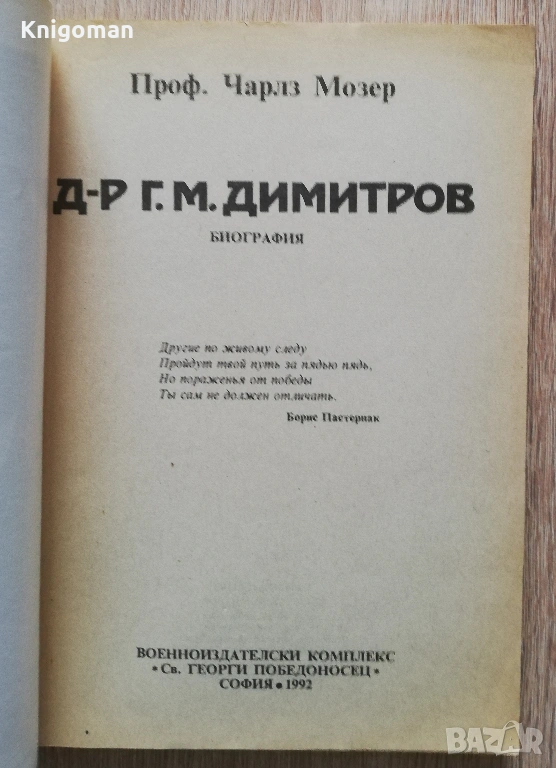 Knigoman
Проф. Чарлз Мозер
Д-Р Г. М. ДИМИТРОВ
БИОГРАФИЯ
Другие по живому следу
Пройдут твой путь за пядью пядь,
Но пораженья от победы
Ты сам не должен отличать.
Борис Пастернак
ВОЕННОИЗДАТЕЛСКИ КОМПЛЕКС
• Св. ГЕОРГИ ПОБЕДОНОСЕЦ •
СОФИЯ • 1992
BAZAR